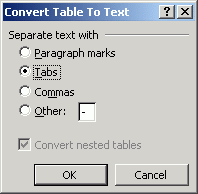 Convert Table To Text
Separate text with
Paragraph marks
Tabs
Commas
Other: -
Convert nested tables
OK Cancel